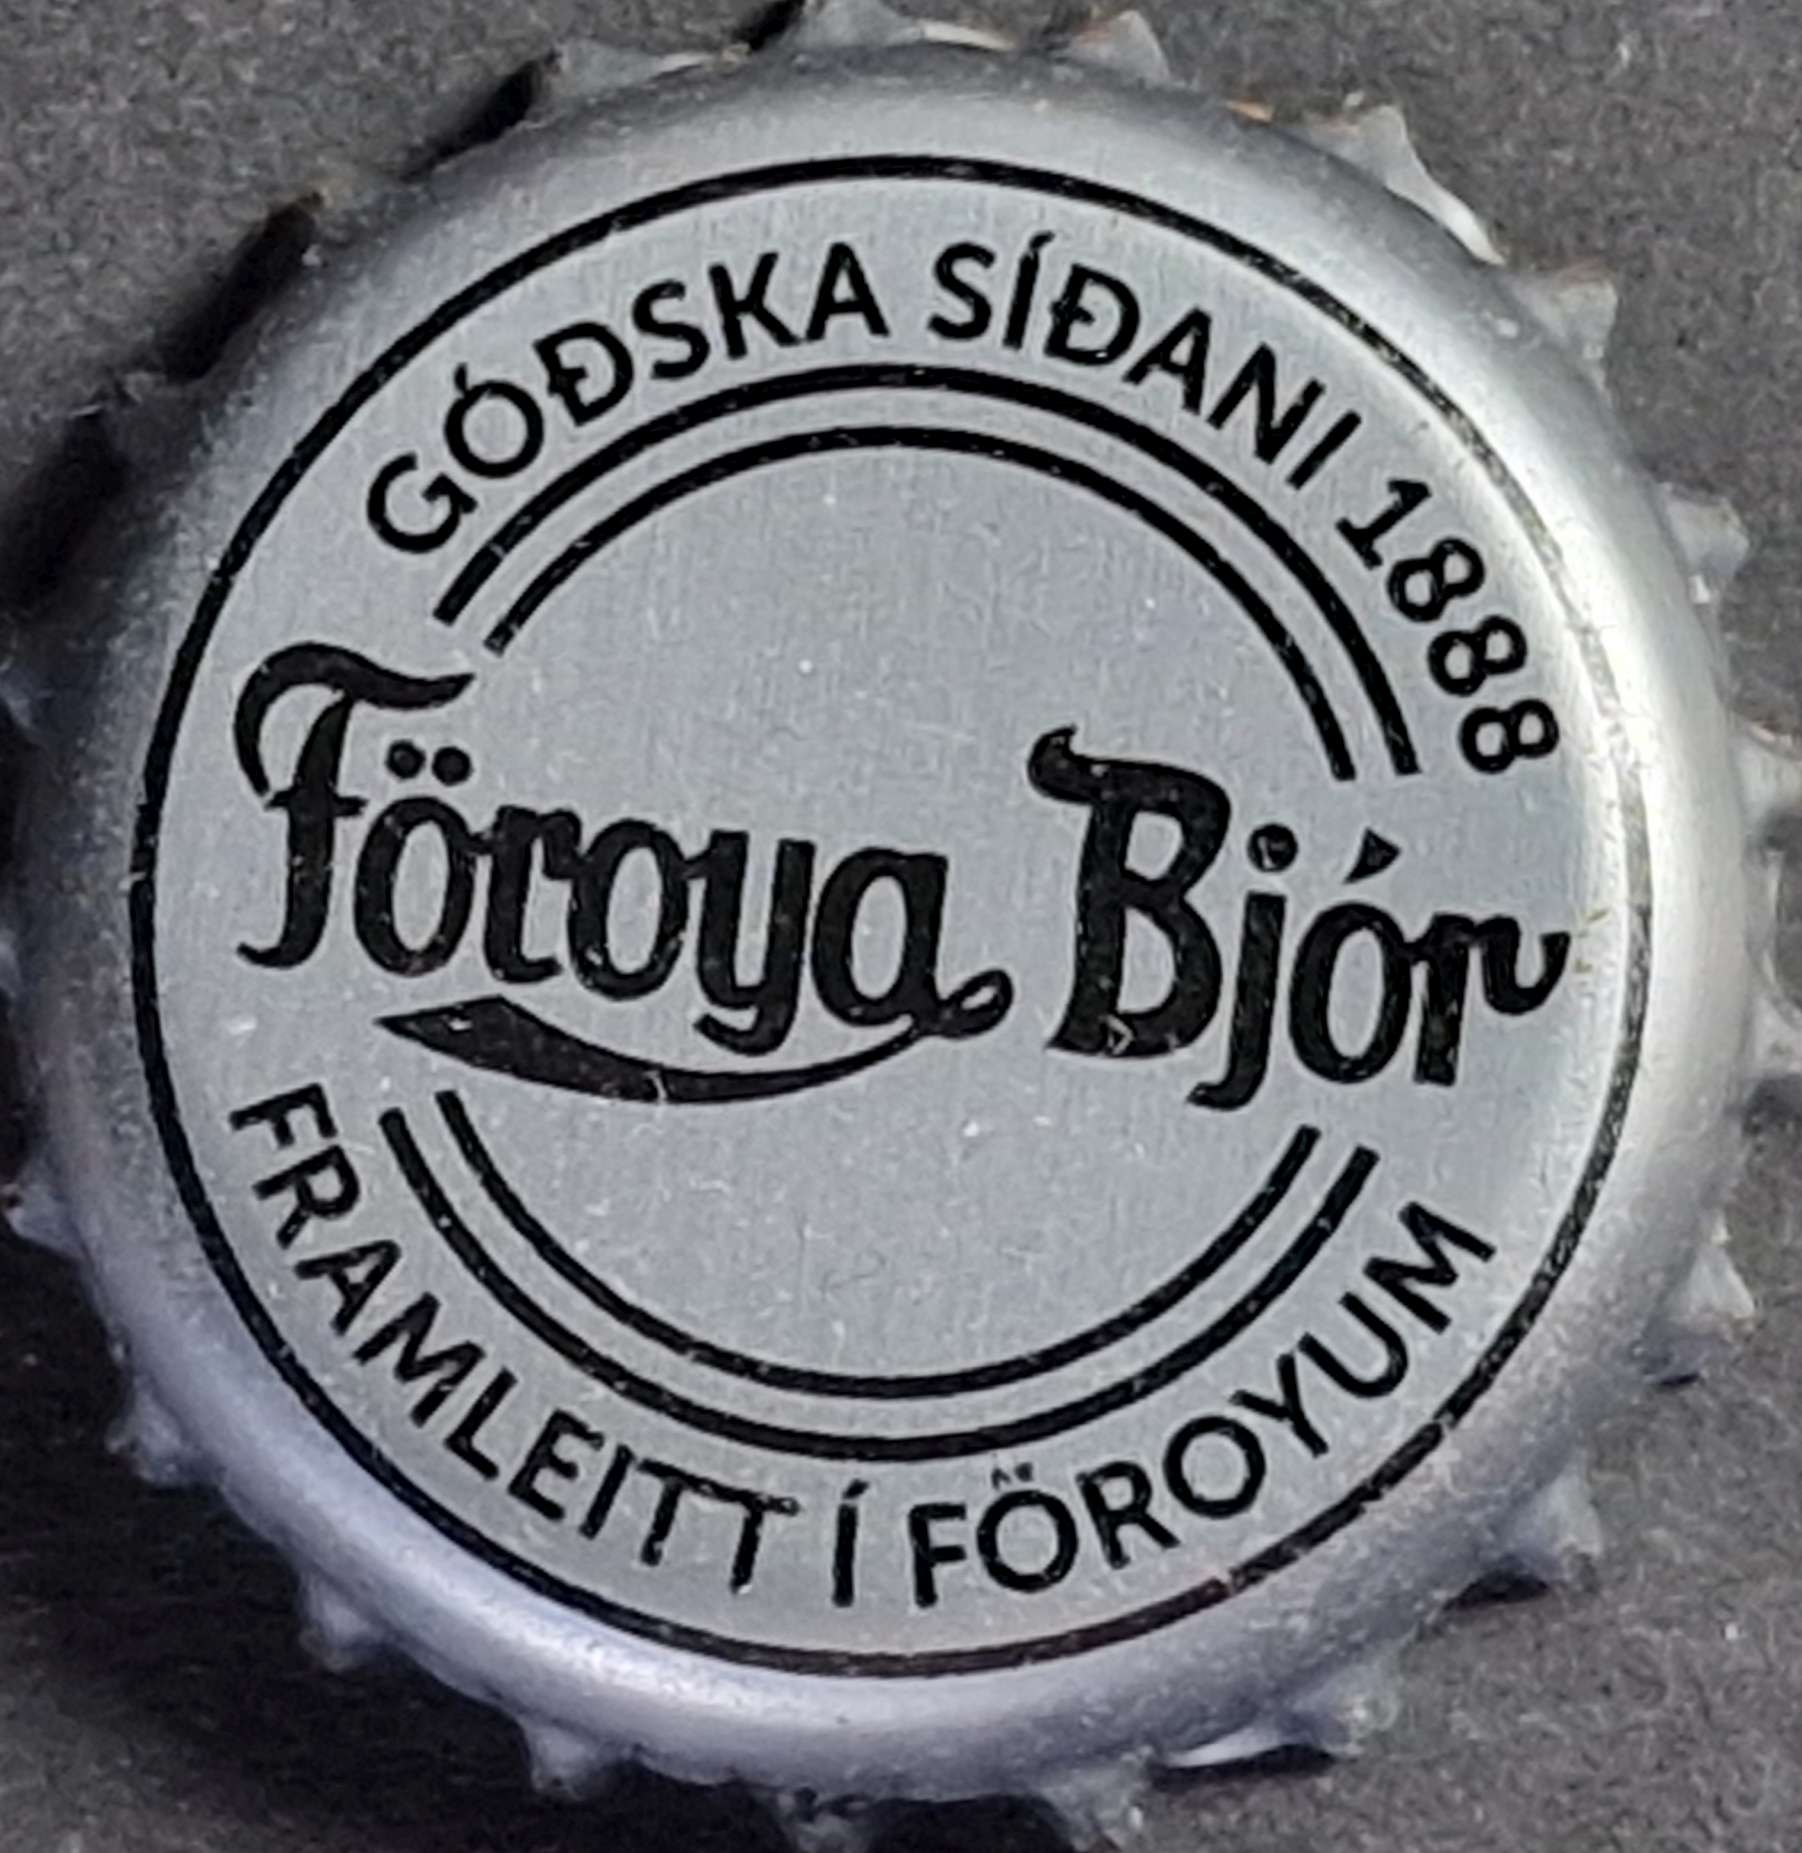 GÓÐSKA SÍÐANI 1888
Föroya Bjór
FRAMLEITT Í FÖROYUM